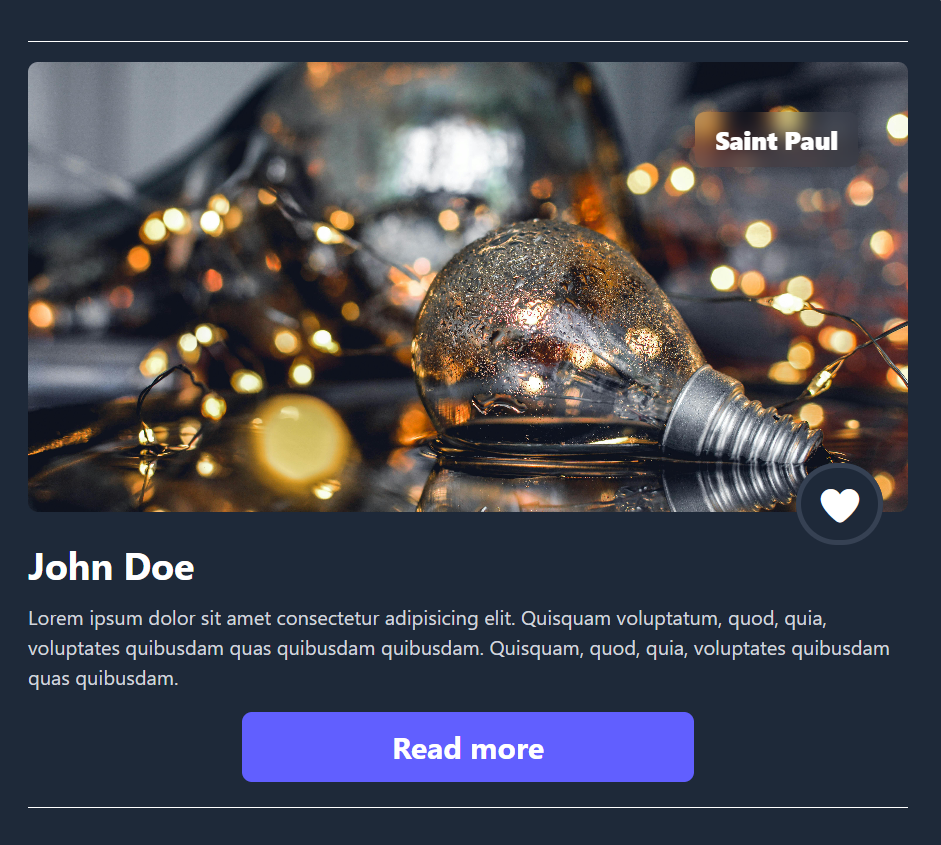 Saint Paul
John Doe
Lorem ipsum dolor sit amet consectetur adipisicing elit. Quisquam voluptatum, quod, quia,
voluptates quibusdam quas quibusdam quibusdam. Quisquam, quod, quia, voluptates quibusdam
quas quibusdam.
Read more